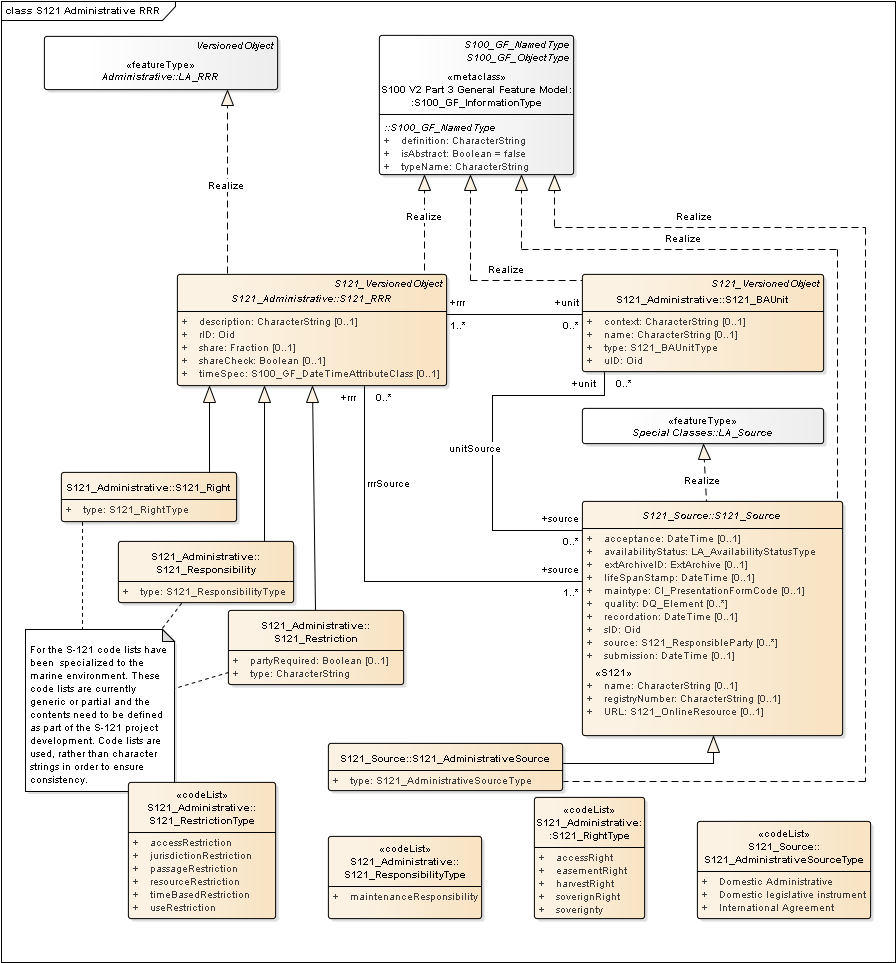 class S121 Administrative RRR
VersionedObject
«featureType»
Administrative::LA_RRR
S100_GF_NamedType
S100_GF_ObjectType
«metaclass»
S100 V2 Part 3 General Feature Model:
:S100_GF_InformationType
::S100_GF_NamedType
+ definition: CharacterString
+ isAbstract: Boolean = false
+ typeName: CharacterString
Realize
Realize
Realize
Realize
Realize
S121_VersionedObject
S121_Administrative::S121_RRR
+ description: CharacterString [0..1]
+ rID: Oid
+ share: Fraction [0..1]
+ shareCheck: Boolean [0..1]
+ timeSpec: S100_GF_DateTimeAttributeClass [0..1]
+rrr
1..*
+unit
0..*
S121_VersionedObject
S121_Administrative::S121_BAUnit
+ context: CharacterString [0..1]
+ name: CharacterString [0..1]
+ type: S121_BAUnitType
+ uID: Oid
+rrr
0..*
+unit
0..*
«featureType»
Special Classes::LA_Source
unitSource
rrrSource
Realize
S121_Administrative::S121_Right
+ type: S121_RightType
+source
0..*
+source
1..*
S121_Source::S121_Source
+ acceptance: DateTime [0..1]
+ availabilityStatus: LA_AvailabilityStatusType
+ extArchiveID: ExtArchive [0..1]
+ lifeSpanStamp: DateTime [0..1]
+ maintype: CI_PresentationFormCode [0..1]
+ quality: DQ_Element [0..*]
+ recordation: DateTime [0..1]
+ sID: Oid
+ source: S121_ResponsibleParty [0..*]
+ submission: DateTime [0..1]
«S121»
+ name: CharacterString [0..1]
+ registryNumber: CharacterString [0..1]
+ URL: S121_OnlineResource [0..1]
S121_Administrative::
S121_Responsibility
+ type: S121_ResponsibilityType
S121_Administrative::
S121_Restriction
+ partyRequired: Boolean [0..1]
+ type: CharacterString
For the S-121 code lists have
been specialized to the
marine environment. These
code lists are currently
generic or partial and the
contents need to be defined
as part of the S-121 project
development. Code lists are
used, rather than character
strings in order to ensure
consistency.
S121_Source::S121_AdministrativeSource
+ type: S121_AdministrativeSourceType
«codeList»
S121_Administrative::
S121_RestrictionType
+ accessRestriction
+ jurisdictionRestriction
+ passageRestriction
+ resourceRestriction
+ timeBasedRestriction
+ useRestriction
«codeList»
S121_Administrative::
S121_ResponsibilityType
+ maintenanceResponsibility
«codeList»
S121_Administrative:
:S121_RightType
+ accessRight
+ easementRight
+ harvestRight
+ soverignRight
+ soverignty
«codeList»
S121_Source::
S121_AdministrativeSourceType
+ Domestic Administrative
+ Domestic legislative instrument
+ International Agreement